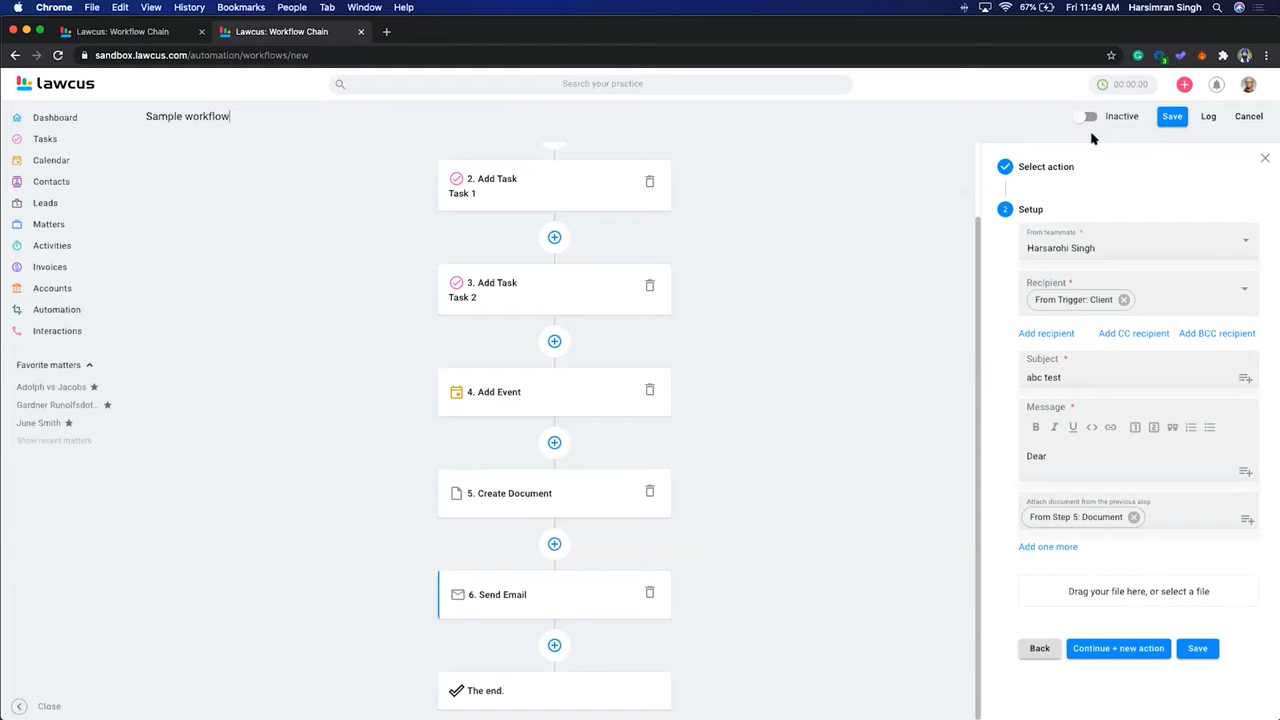 Chrome File Edit View History Bookmarks People Tab Window Help 67% Fri 11:49 AM Harsimran Singh
Lawcus: Workflow Chain
Lawcus: Workflow Chain
sandbox.lawcus.com/automation/workflows/new
3
lawcus
Search your practice
00:00:00
Sample workflow
Inactive
Save
Log
Cancel
Dashboard
Tasks
Calendar
Contacts
Leads
Matters
Activities
Invoices
Accounts
Automation
Interactions
Favorite matters
Adolph vs Jacobs
Gardner Runolfsdot..
June Smith
Show recent matters
Close
2. Add Task
Task 1
3. Add Task
Task 2
4. Add Event
5. Create Document
6. Send Email
The end.
Select action
2 Setup
From teammate *
Harsarohi Singh
Recipient *
From Trigger: Client
Add recipient
Add CC recipient
Add BCC recipient
Subject *
abc test
Message *
B I U
Dear
Attach document from the previous step
From Step 5: Document
Add one more
Drag your file here, or select a file
Back
Continue + new action
Save